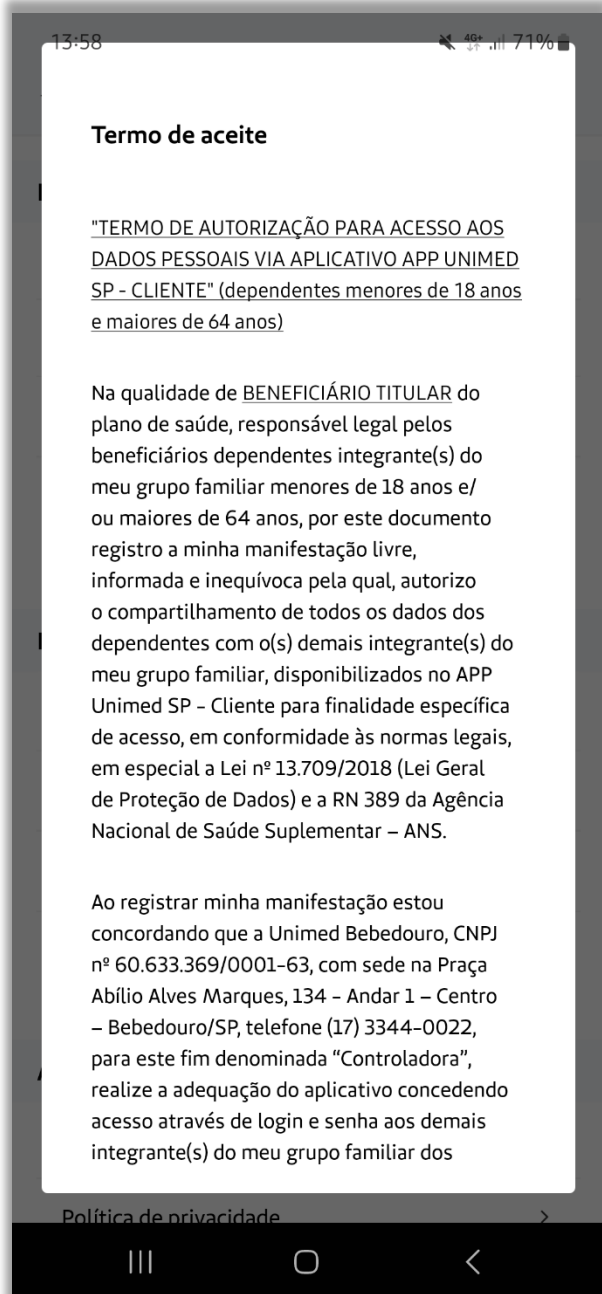 13:58 4G+ 71%
Termo de aceite
"TERMO DE AUTORIZAÇÃO PARA ACESSO AOS
DADOS PESSOAIS VIA APLICATIVO APP UNIMED
SP - CLIENTE" (dependentes menores de 18 anos
e maiores de 64 anos)
Na qualidade de BENEFICIÁRIO TITULAR do
plano de saúde, responsável legal pelos
beneficiários dependentes integrante(s) do
meu grupo familiar menores de 18 anos e/
ou maiores de 64 anos, por este documento
registro a minha manifestação livre,
informada e inequívoca pela qual, autorizo
o compartilhamento de todos os dados dos
dependentes com o(s) demais integrante(s) do
meu grupo familiar, disponibilizados no APP
Unimed SP – Cliente para finalidade específica
de acesso, em conformidade às normas legais,
em especial a Lei nº 13.709/2018 (Lei Geral
de Proteção de Dados) e a RN 389 da Agência
Nacional de Saúde Suplementar – ANS.
Ao registrar minha manifestação estou
concordando que a Unimed Bebedouro, CNPJ
nº 60.633.369/0001-63, com sede na Praça
Abílio Alves Marques, 134 - Andar 1 – Centro
– Bebedouro/SP, telefone (17) 3344-0022,
para este fim denominada “Controladora”,
realize a adequação do aplicativo concedendo
acesso através de login e senha aos demais
integrante(s) do meu grupo familiar dos
Política de privacidade